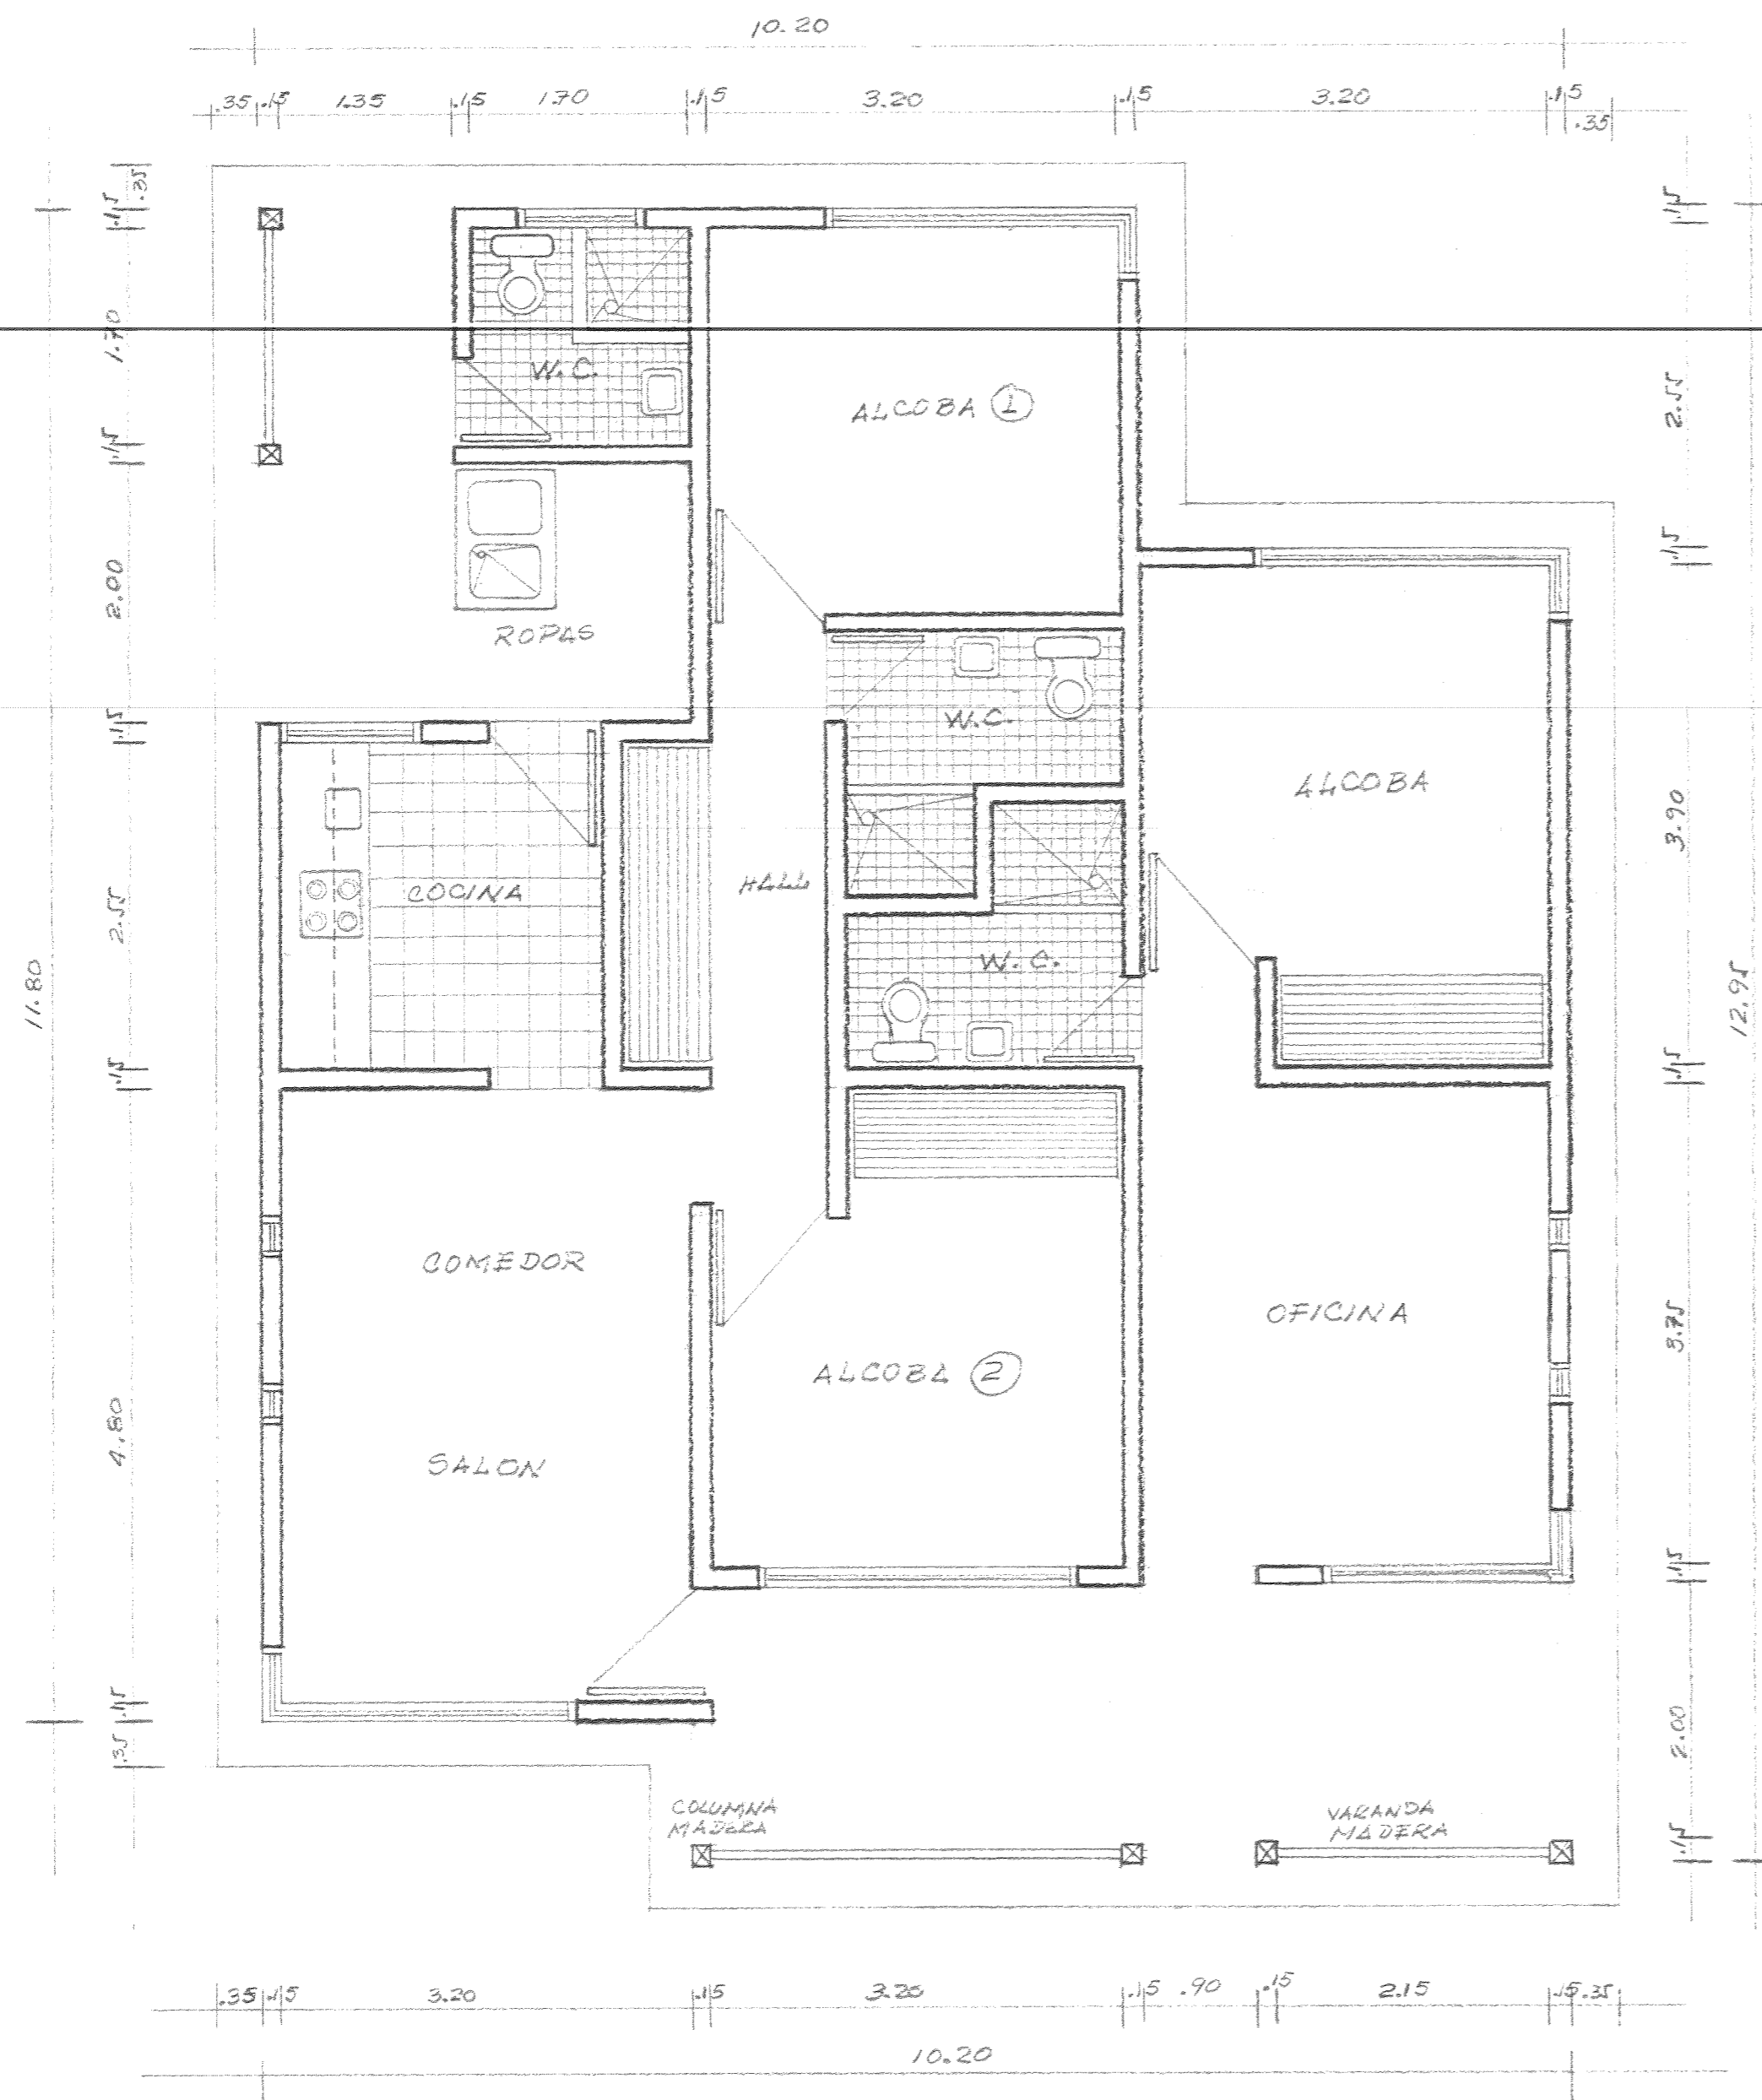 10.20
.35 .15 1.35 .15 1.70 .15 3.20 .15 3.20 .15 .35
.35
.15
1.70
.15
2.00
.15
2.55
.15
4.80
.15
.35
11.80
W.C.
ALCOBA 1
ROPAS
W.C.
ALCOBA
COCINA
HALL
W.C.
COMEDOR
OFICINA
ALCOBA 2
SALON
COLUMNA
MADERA
VARANDA
MADERA
.15
2.55
.15
3.90
.15
3.75
.15
2.00
.15
12.95
.35 .15 3.20 .15 3.20 .15 .90 .15 2.15 .15 .35
10.20